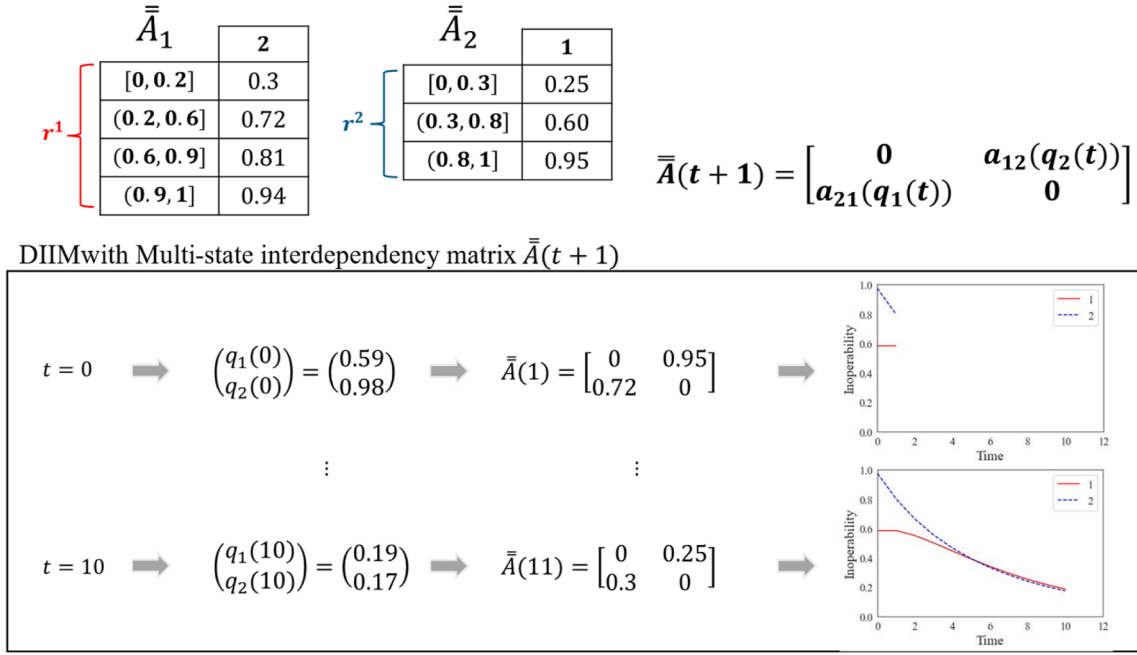 A̿₁
2
r¹
[0, 0.2] 0.3
(0.2, 0.6] 0.72
(0.6, 0.9] 0.81
(0.9, 1] 0.94
A̿₂
1
r²
[0, 0.3] 0.25
(0.3, 0.8] 0.60
(0.8, 1] 0.95
A̿(t + 1) = [0 a₁₂(q₂(t))
a₂₁(q₁(t)) 0]
DIIMwith Multi-state interdependency matrix A̿(t + 1)
t = 0
(q₁(0)
q₂(0)) = (0.59
0.98)
A̿(1) = [0 0.95
0.72 0]
Inoperability
1.0
0.8
0.6
0.4
0.2
0.0
0 2 4 6 8 10 12
Time
1
2
⋮ ⋮
t = 10
(q₁(10)
q₂(10)) = (0.19
0.17)
A̿(11) = [0 0.25
0.3 0]
Inoperability
1.0
0.8
0.6
0.4
0.2
0.0
0 2 4 6 8 10 12
Time
1
2